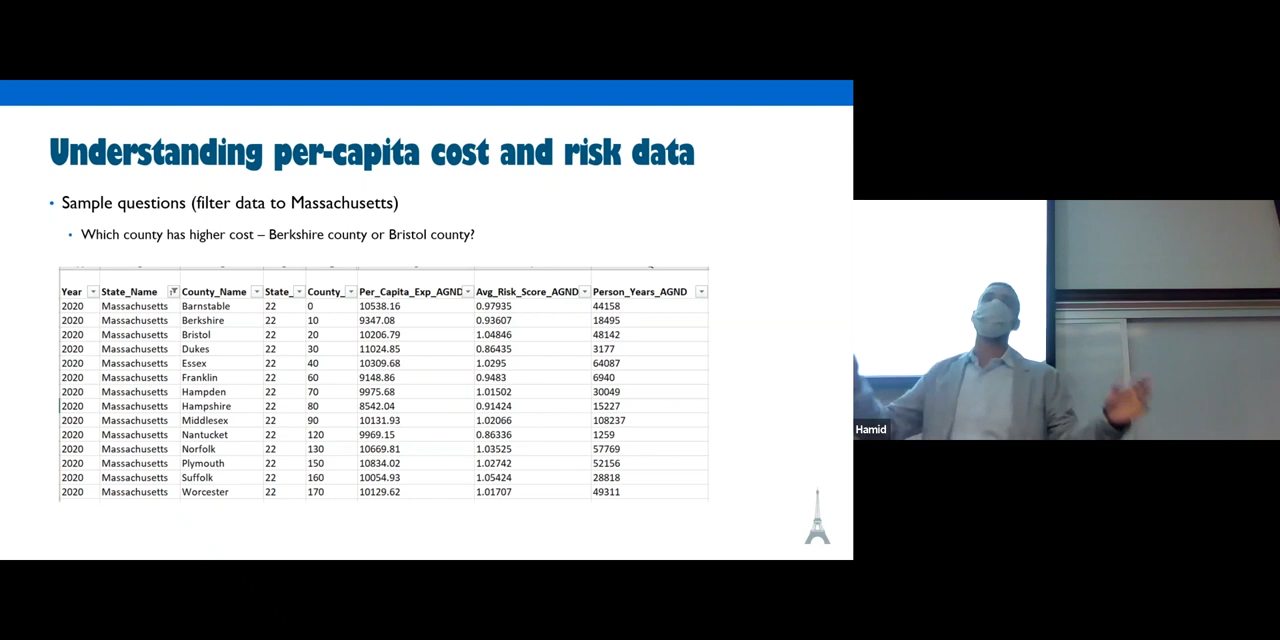 Understanding per-capita cost and risk data
• Sample questions (filter data to Massachusetts)
• Which county has higher cost – Berkshire county or Bristol county?
Year State_Name County_Name State_ County_ Per_Capita_Exp_AGND Avg_Risk_Score_AGND Person_Years_AGND
2020 Massachusetts Barnstable 22 0 10538.16 0.97935 44158
2020 Massachusetts Berkshire 22 10 9347.08 0.93607 18495
2020 Massachusetts Bristol 22 20 10206.79 1.04846 48142
2020 Massachusetts Dukes 22 30 11024.85 0.86435 3177
2020 Massachusetts Essex 22 40 10309.68 1.0295 64087
2020 Massachusetts Franklin 22 60 9148.86 0.9483 6940
2020 Massachusetts Hampden 22 70 9975.68 1.01502 30049
2020 Massachusetts Hampshire 22 80 8542.04 0.91424 15227
2020 Massachusetts Middlesex 22 90 10131.93 1.02066 108237
2020 Massachusetts Nantucket 22 120 9969.15 0.86336 1259
2020 Massachusetts Norfolk 22 130 10669.81 1.03525 57769
2020 Massachusetts Plymouth 22 150 10834.02 1.02742 52156
2020 Massachusetts Suffolk 22 160 10054.93 1.05424 28818
2020 Massachusetts Worcester 22 170 10129.62 1.01707 49311
Hamid